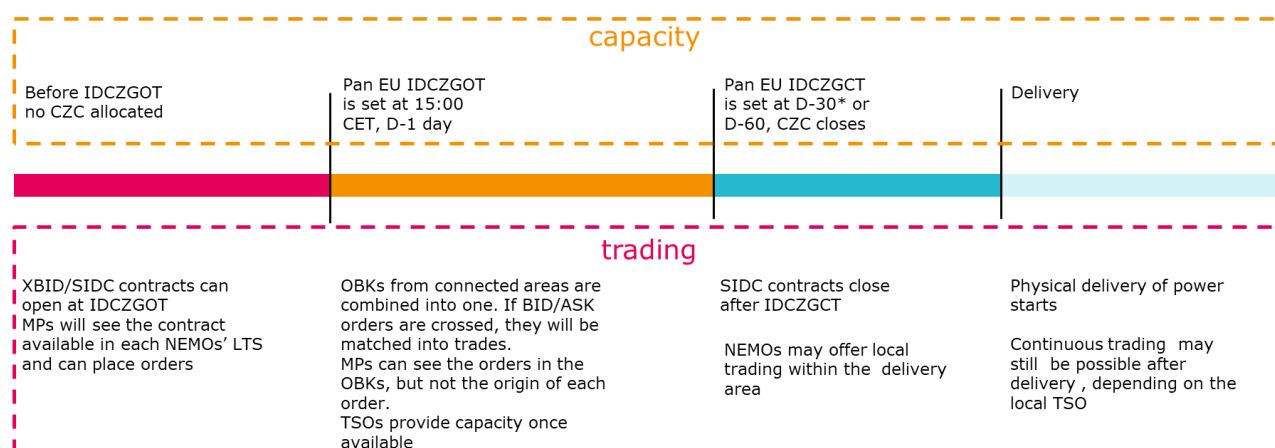 capacity
Before IDCZGOT
no CZC allocated
Pan EU IDCZGOT
is set at 15:00
CET, D-1 day
Pan EU IDCZGCT
is set at D-30* or
D-60, CZC closes
Delivery
trading
XBID/SIDC contracts can
open at IDCZGOT
MPs will see the contract
available in each NEMOs’ LTS
and can place orders
OBKs from connected areas are
combined into one. If BID/ASK
orders are crossed, they will be
matched into trades.
MPs can see the orders in the
OBKs, but not the origin of each
order.
TSOs provide capacity once
available
SIDC contracts close
after IDCZGCT
NEMOs may offer local
trading within the delivery
area
Physical delivery of power
starts
Continuous trading may
still be possible after
delivery , depending on the
local TSO